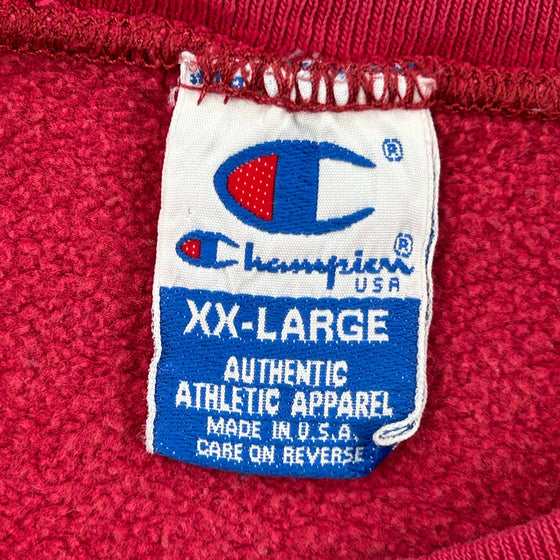 ®
Champion ®
USA
XX-LARGE
AUTHENTIC
ATHLETIC APPAREL
MADE IN U.S.A.
CARE ON REVERSE